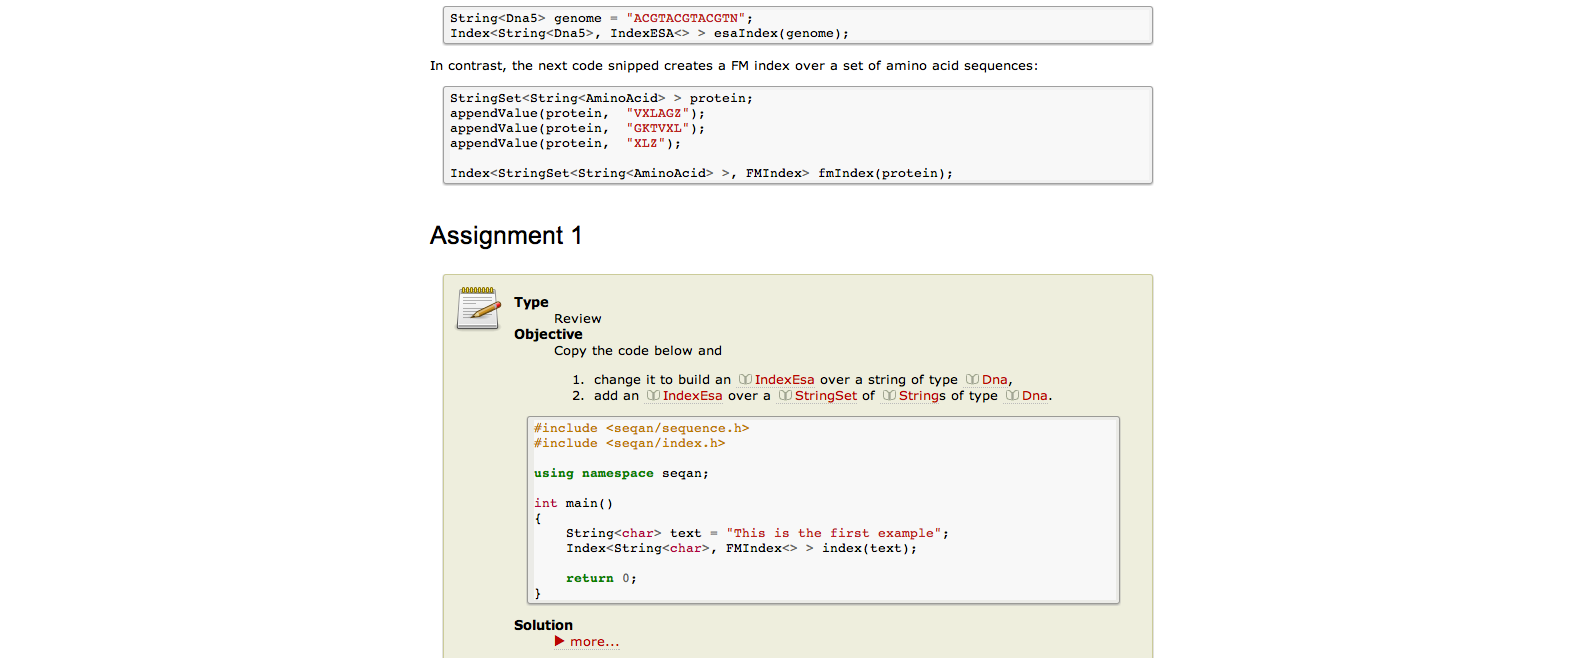 String<Dna5> genome = "ACGTACGTACGTN";
Index<String<Dna5>, IndexESA<> > esaIndex(genome);
In contrast, the next code snipped creates a FM index over a set of amino acid sequences:
StringSet<String<AminoAcid> > protein;
appendValue(protein,  "VXLAGZ");
appendValue(protein,  "GKTVXL");
appendValue(protein,  "XLZ");
Index<StringSet<String<AminoAcid> >, FMIndex> fmIndex(protein);
Assignment 1
Type
Review
Objective
Copy the code below and
1. change it to build an IndexEsa over a string of type Dna,
2. add an IndexEsa over a StringSet of Strings of type Dna.
#include <seqan/sequence.h>
#include <seqan/index.h>
using namespace seqan;
int main()
{
    String<char> text = "This is the first example";
    Index<String<char>, FMIndex<> > index(text);
    return 0;
}
Solution
more...